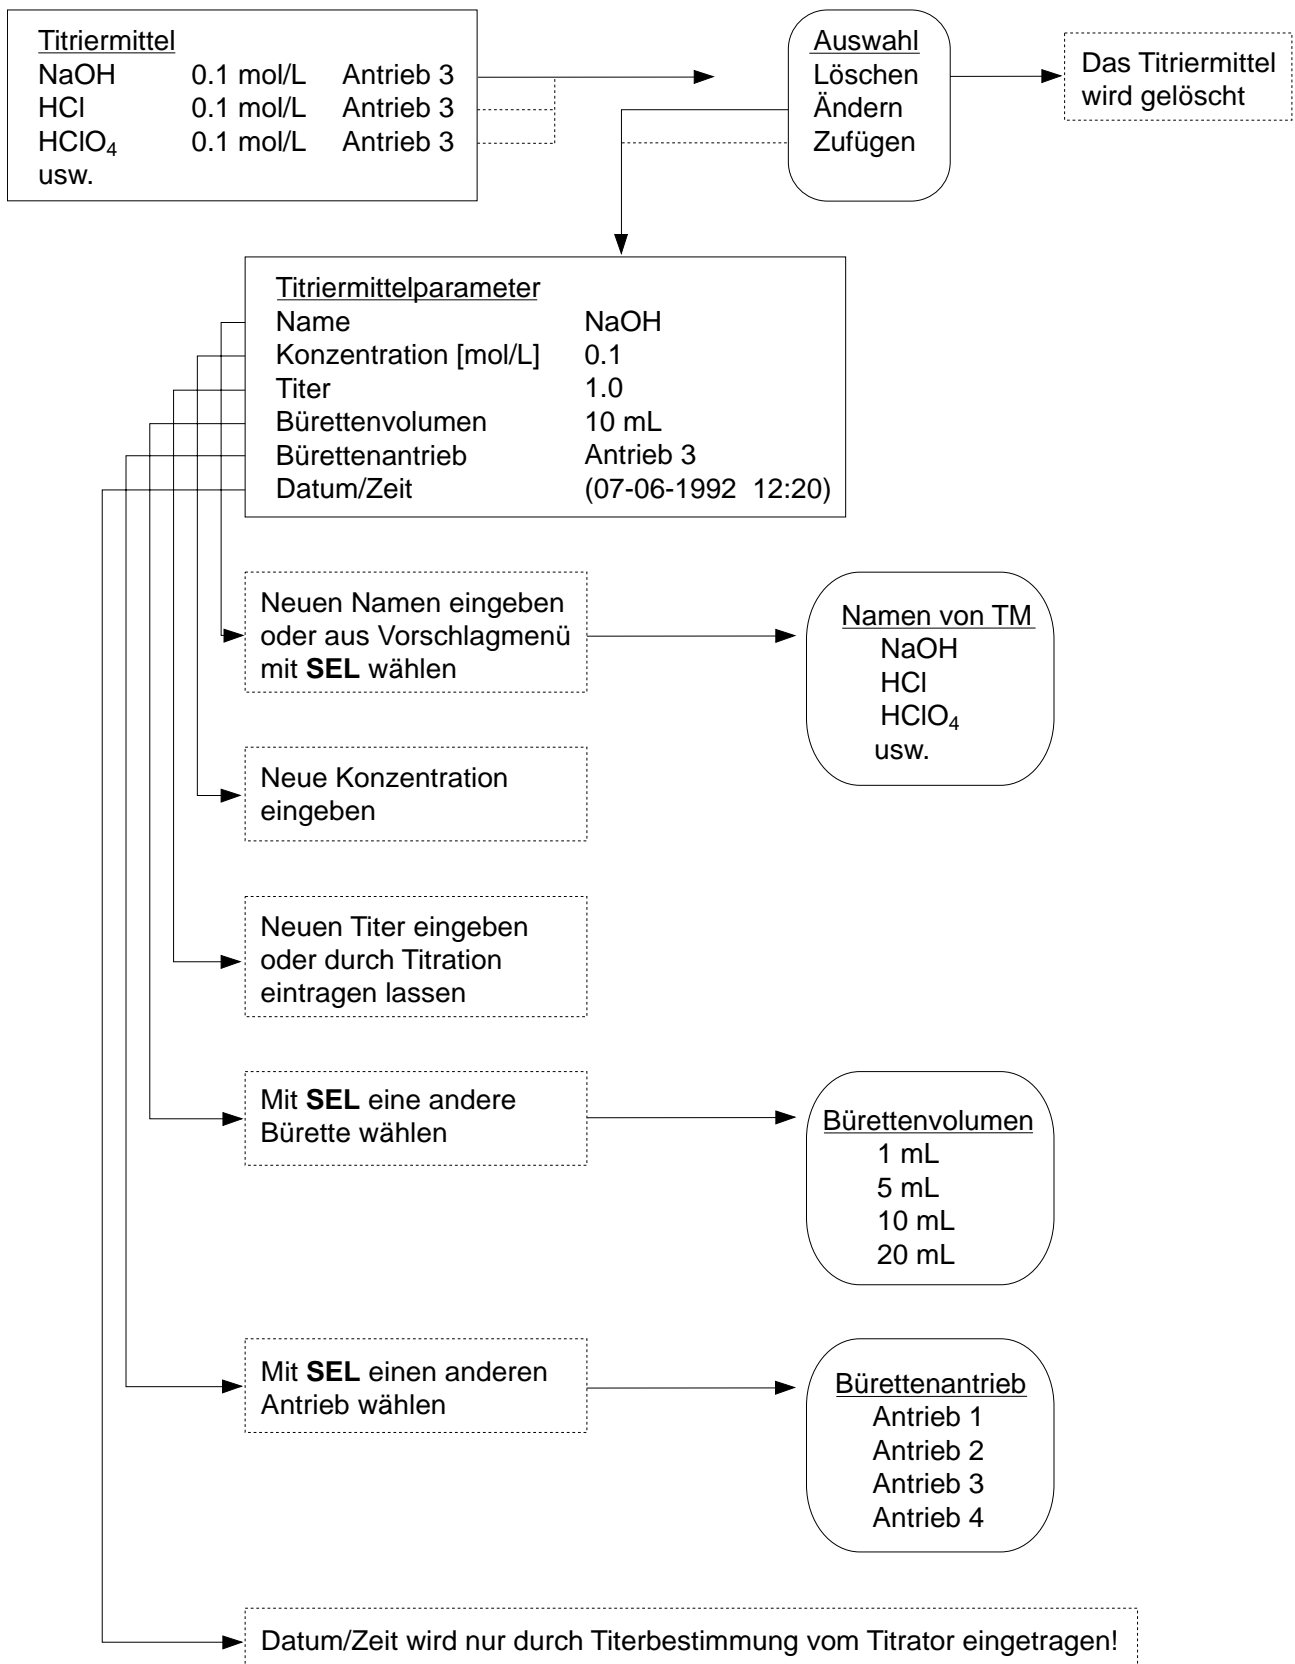 Titriermittel
NaOH 0.1 mol/L Antrieb 3
HCl 0.1 mol/L Antrieb 3
HClO4 0.1 mol/L Antrieb 3
usw.
Auswahl
Löschen
Ändern
Zufügen
Das Titriermittel
wird gelöscht
Titriermittelparameter
Name NaOH
Konzentration [mol/L] 0.1
Titer 1.0
Bürettenvolumen 10 mL
Bürettenantrieb Antrieb 3
Datum/Zeit (07-06-1992 12:20)
Neuen Namen eingeben
oder aus Vorschlagmenü
mit SEL wählen
Namen von TM
NaOH
HCl
HClO4
usw.
Neue Konzentration
eingeben
Neuen Titer eingeben
oder durch Titration
eintragen lassen
Mit SEL eine andere
Bürette wählen
Bürettenvolumen
1 mL
5 mL
10 mL
20 mL
Mit SEL einen anderen
Antrieb wählen
Bürettenantrieb
Antrieb 1
Antrieb 2
Antrieb 3
Antrieb 4
Datum/Zeit wird nur durch Titerbestimmung vom Titrator eingetragen!